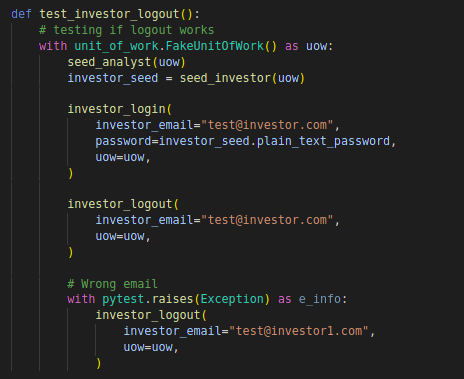 def test_investor_logout():
    # testing if logout works
    with unit_of_work.FakeUnitOfWork() as uow:
        seed_analyst(uow)
        investor_seed = seed_investor(uow)

        investor_login(
            investor_email="test@investor.com",
            password=investor_seed.plain_text_password,
            uow=uow,
        )

        investor_logout(
            investor_email="test@investor.com",
            uow=uow,
        )

        # Wrong email
        with pytest.raises(Exception) as e_info:
            investor_logout(
                investor_email="test@investor1.com",
                uow=uow,
            )